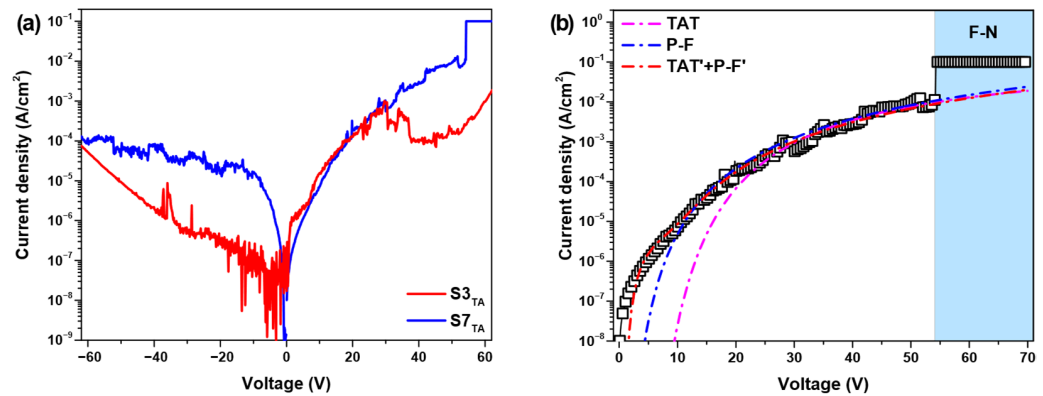 (a)
10⁻¹
10⁻²
10⁻³
10⁻⁴
10⁻⁵
10⁻⁶
10⁻⁷
10⁻⁸
10⁻⁹
Current density (A/cm²)
S3TA
S7TA
−60 −40 −20 0 20 40 60
Voltage (V)
(b)
10⁰
10⁻¹
10⁻²
10⁻³
10⁻⁴
10⁻⁵
10⁻⁶
10⁻⁷
10⁻⁸
Current density (A/cm²)
TAT
P-F
TAT'+P-F'
F-N
0 10 20 30 40 50 60 70
Voltage (V)